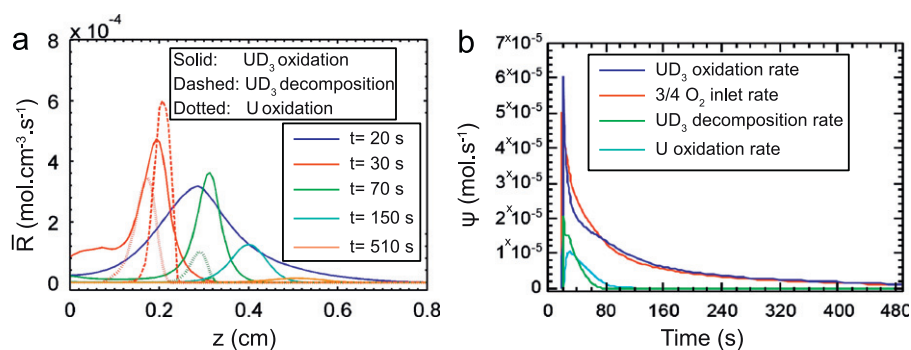 a
× 10⁻⁴
8
6
4
2
0
R̅ (mol.cm⁻³.s⁻¹)
Solid: UD₃ oxidation
Dashed: UD₃ decomposition
Dotted: U oxidation
t= 20 s
t= 30 s
t= 70 s
t= 150 s
t= 510 s
0 0.2 0.4 0.6 0.8
z (cm)
b
7ˣ10⁻⁵
6ˣ10⁻⁵
5ˣ10⁻⁵
4ˣ10⁻⁵
3ˣ10⁻⁵
2ˣ10⁻⁵
1ˣ10⁻⁵
0
Ψ (mol.s⁻¹)
UD₃ oxidation rate
3/4 O₂ inlet rate
UD₃ decomposition rate
U oxidation rate
0 80 160 240 320 400 480
Time (s)